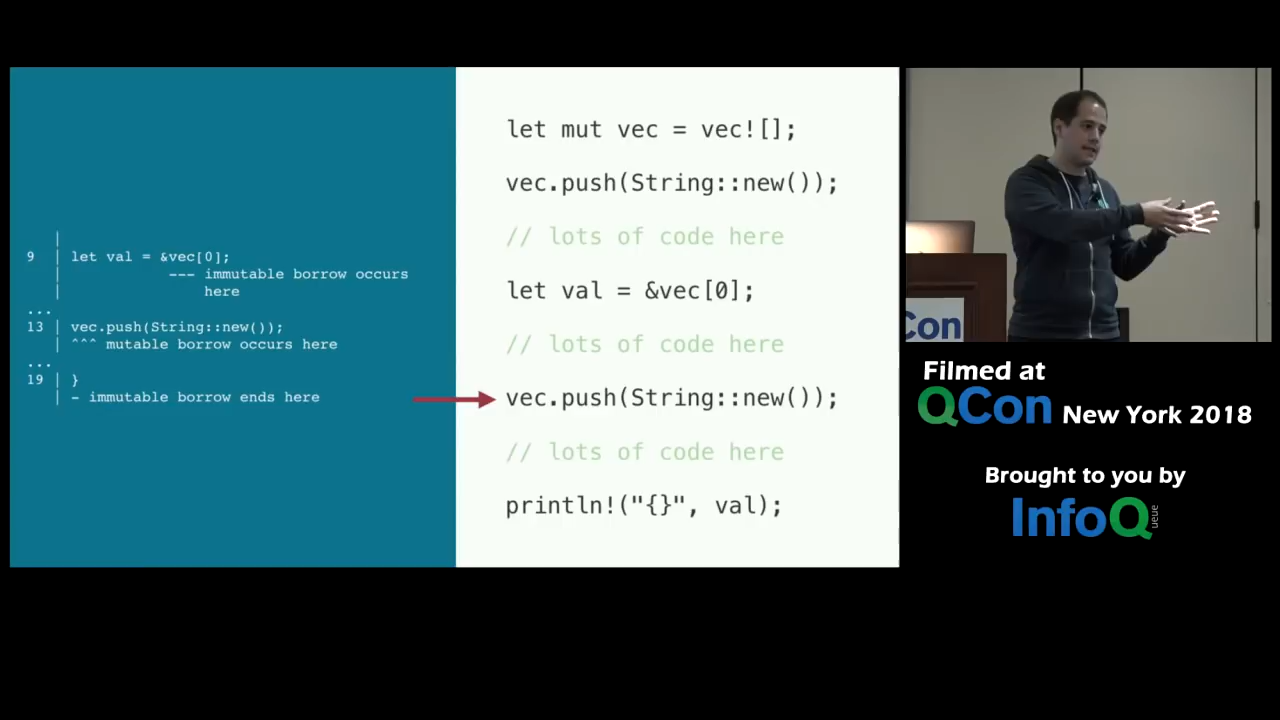 |
9 | let val = &vec[0];
| --- immutable borrow occurs
| here
...
13 | vec.push(String::new());
| ^^^ mutable borrow occurs here
...
19 | }
| - immutable borrow ends here
let mut vec = vec![];
vec.push(String::new());
// lots of code here
let val = &vec[0];
// lots of code here
vec.push(String::new());
// lots of code here
println!("{}", val);
Con
Filmed at
QCon New York 2018
Brought to you by
InfoQueue